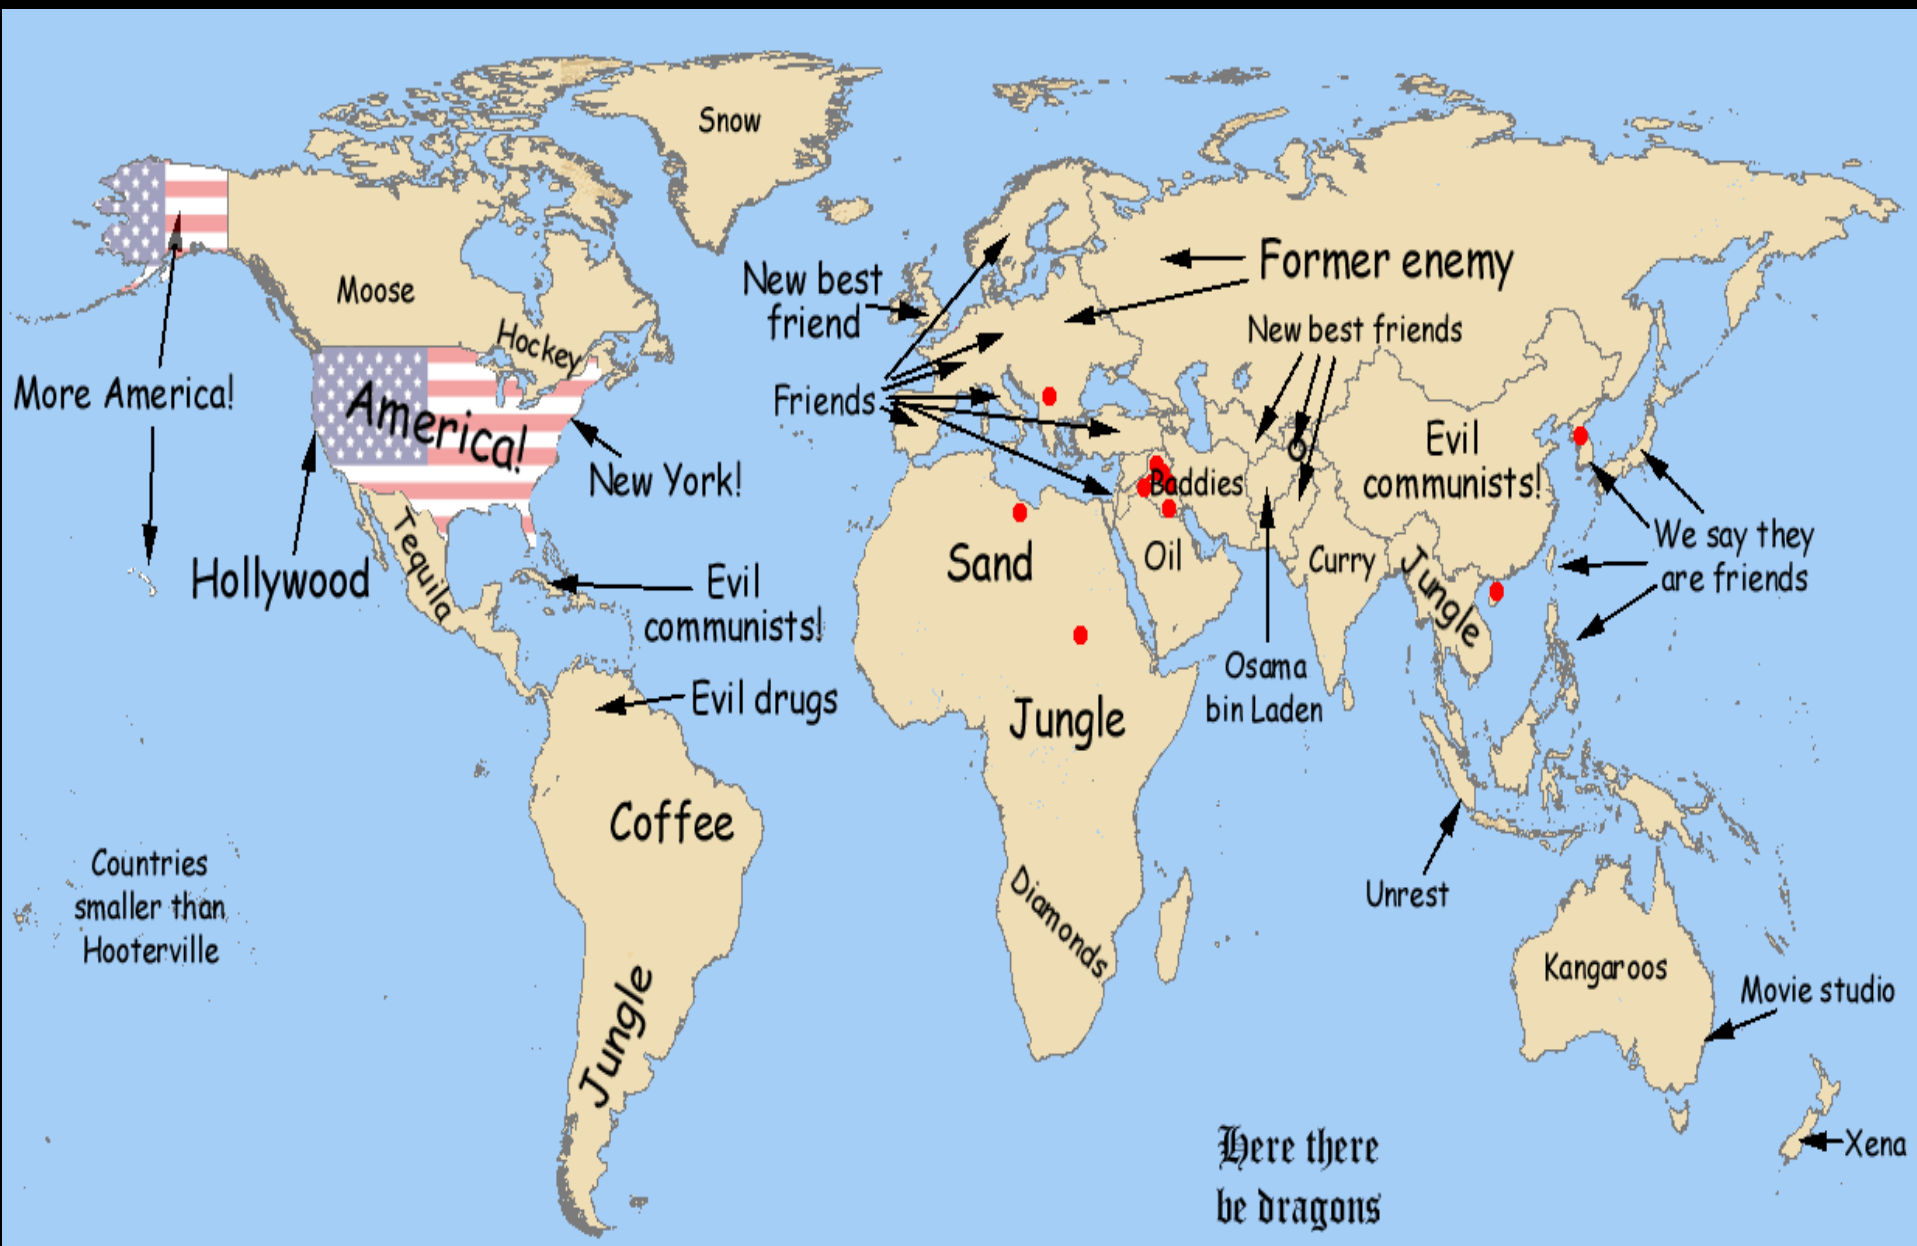 Snow
Moose
Hockey
America!
More America!
New York!
Hollywood
Tequila
Evil
communists!
Evil drugs
Coffee
Jungle
Countries
smaller than
Hooterville
New best
friend
Friends
Former enemy
New best friends
Baddies
Evil
communists!
Sand
Oil
Curry
Jungle
We say they
are friends
Osama
bin Laden
Jungle
Diamonds
Unrest
Kangaroos
Movie studio
Xena
Here there
be dragons